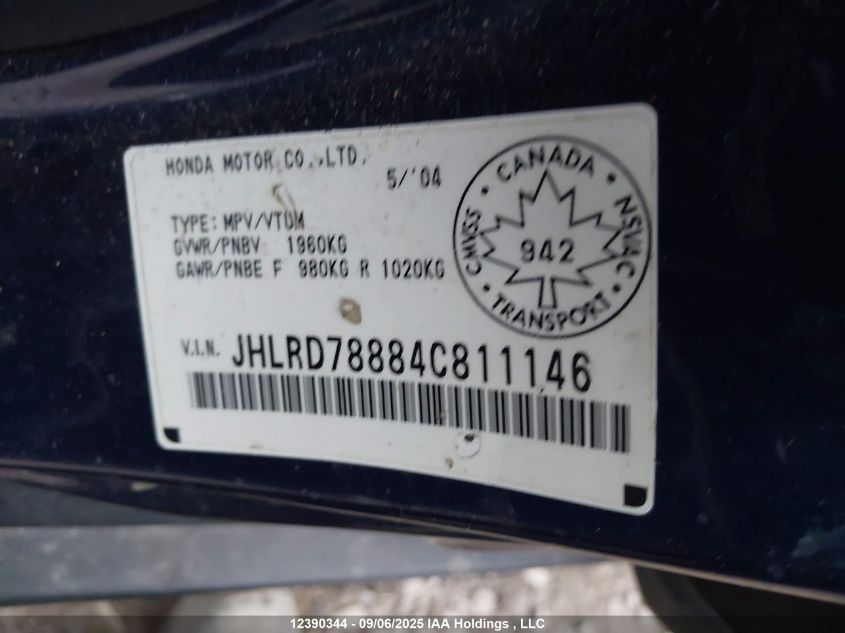 HONDA MOTOR CO.,LTD.
5/'04
TYPE: MPV/VTUM
GVWR/PNBV 1960KG
GAWR/PNBE F 980KG R 1020KG
• CANADA •
CMVSS
NSVAC
942
• TRANSPORT •
V.I.N. JHLRD78884C811146
12390344 - 09/06/2025 IAA Holdings , LLC